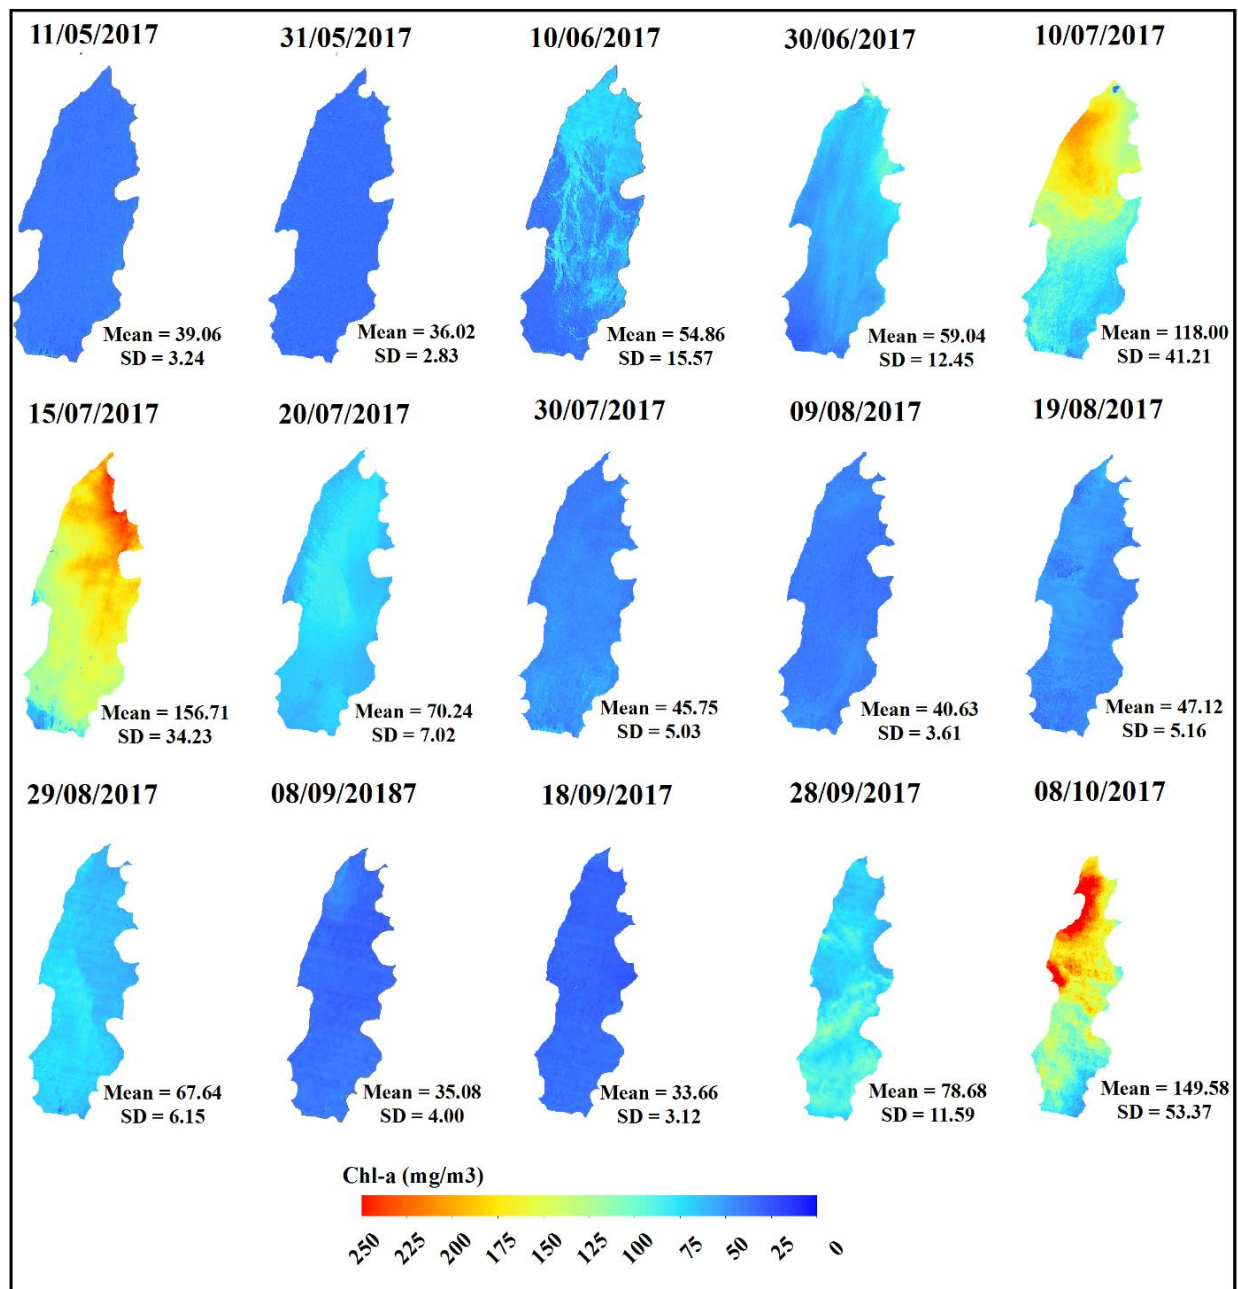 11/05/2017
31/05/2017
10/06/2017
30/06/2017
10/07/2017
Mean = 39.06
SD = 3.24
Mean = 36.02
SD = 2.83
Mean = 54.86
SD = 15.57
Mean = 59.04
SD = 12.45
Mean = 118.00
SD = 41.21
15/07/2017
20/07/2017
30/07/2017
09/08/2017
19/08/2017
Mean = 156.71
SD = 34.23
Mean = 70.24
SD = 7.02
Mean = 45.75
SD = 5.03
Mean = 40.63
SD = 3.61
Mean = 47.12
SD = 5.16
29/08/2017
08/09/20187
18/09/2017
28/09/2017
08/10/2017
Mean = 67.64
SD = 6.15
Mean = 35.08
SD = 4.00
Mean = 33.66
SD = 3.12
Mean = 78.68
SD = 11.59
Mean = 149.58
SD = 53.37
Chl-a (mg/m3)
250 225 200 175 150 125 100 75 50 25 0